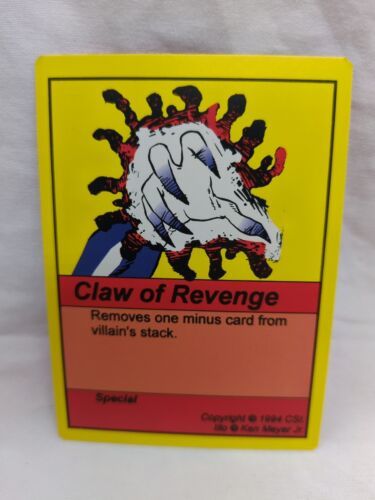 Claw of Revenge
Removes one minus card from
villain's stack.
Special
Copyright © 1994 CSI.
Illo © Ken Meyer Jr.